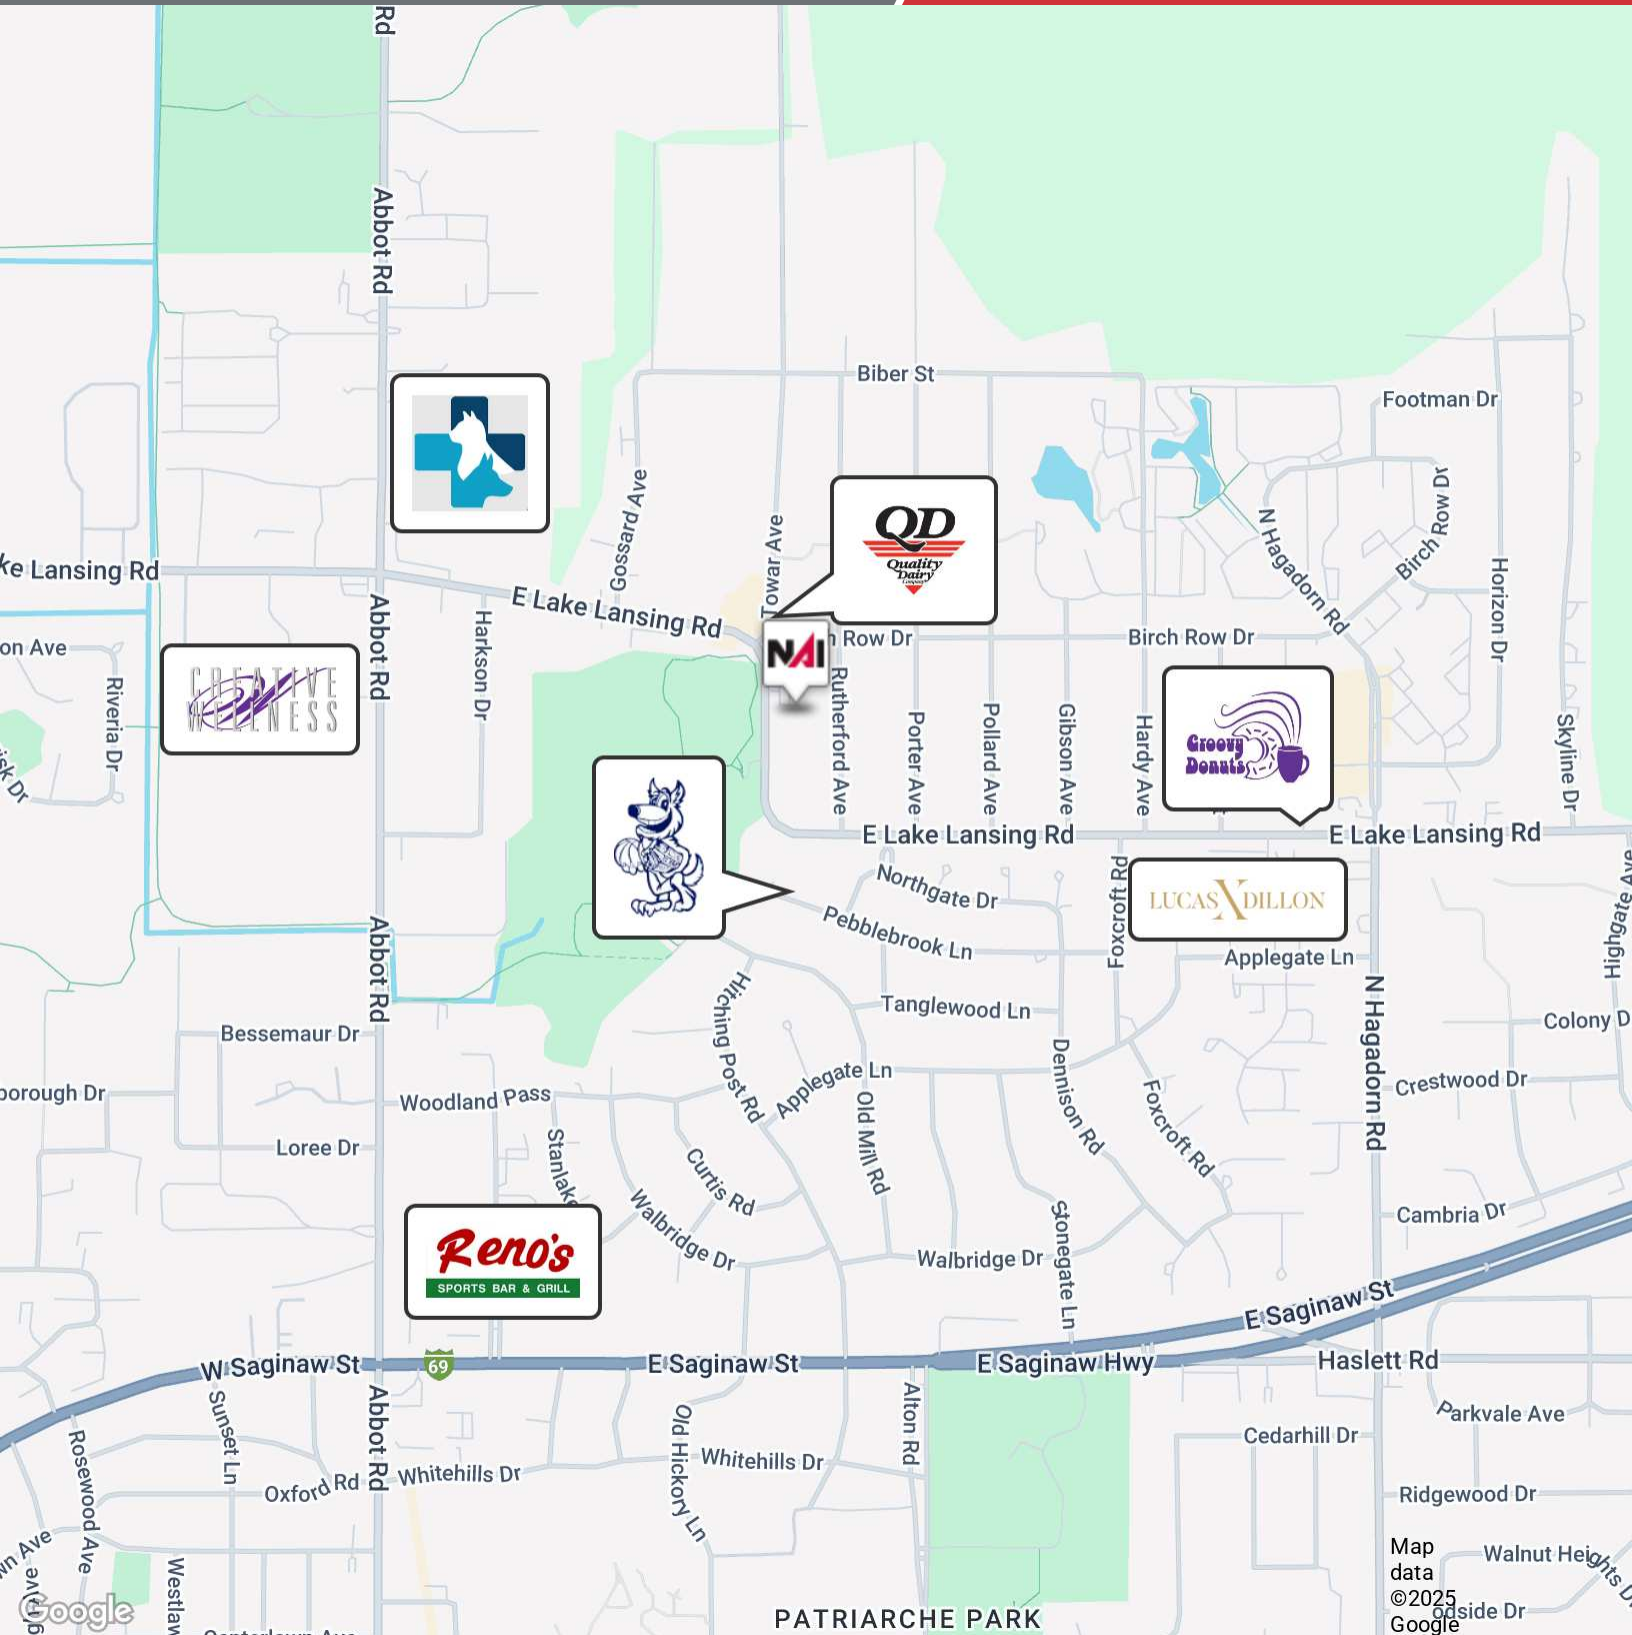 Rd
Abbot Rd
Biber St
Footman Dr
Birch Row Dr
N Hagadorn Rd
Gossard Ave
Towar Ave
QD
Quality
Dairy
Company
ke Lansing Rd
E Lake Lansing Rd
Horizon Dr
Abbot Rd
Harkson Dr
on Ave
Riveria Dr
CREATIVE
WELLNESS
NAI
Row Dr
Birch Row Dr
Rutherford Ave
Porter Ave
Pollard Ave
Gibson Ave
Hardy Ave
Groovy
Donuts
Skyline Dr
isk Dr
E Lake Lansing Rd
E Lake Lansing Rd
Northgate Dr
Foxcroft Rd
LUCAS DILLON
Highgate Ave
Pebblebrook Ln
Applegate Ln
Abbot Rd
Hitching Post Rd
Tanglewood Ln
N Hagadorn Rd
Bessemaur Dr
Colony D
borough Dr
Woodland Pass
Applegate Ln
Dennison Rd
Crestwood Dr
Loree Dr
Stanlake
Curtis Rd
Old Mill Rd
Foxcroft Rd
Walbridge Dr
Reno's
SPORTS BAR & GRILL
Walbridge Dr
Stonegate Ln
Cambria Dr
E Saginaw St
W Saginaw St
69
E Saginaw St
E Saginaw Hwy
Haslett Rd
Sunset Ln
Abbot Rd
Old Hickory Ln
Alton Rd
Parkvale Ave
Rosewood Ave
Whitehills Dr
Whitehills Dr
Cedarhill Dr
Oxford Rd
Ridgewood Dr
wn Ave
Westlaw
Walnut Heights D
Map
data
©2025
Google
odside Dr
Google
PATRIARCHE PARK